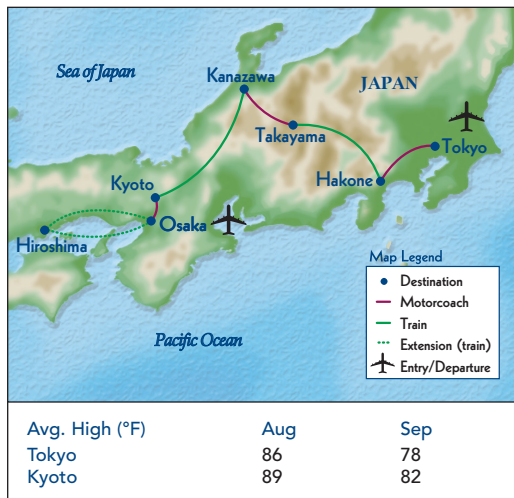 Sea of Japan
Kanazawa
JAPAN
Takayama
Tokyo
Kyoto
Hakone
Osaka
Hiroshima
Pacific Ocean
Map Legend
Destination
Motorcoach
Train
Extension (train)
Entry/Departure
Avg. High (°F) Aug Sep
Tokyo 86 78
Kyoto 89 82